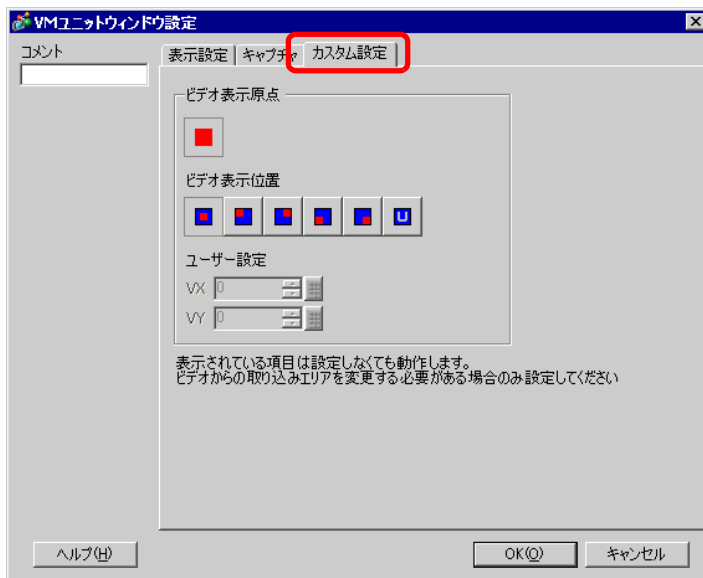 VMユニットウィンドウ設定
コメント
表示設定 キャプチャ カスタム設定
ビデオ表示原点
ビデオ表示位置
U
ユーザー設定
VX 0
VY 0
表示されている項目は設定しなくても動作します。
ビデオからの取り込みエリアを変更する必要がある場合のみ設定してください
ヘルプ(H) OK(O) キャンセル